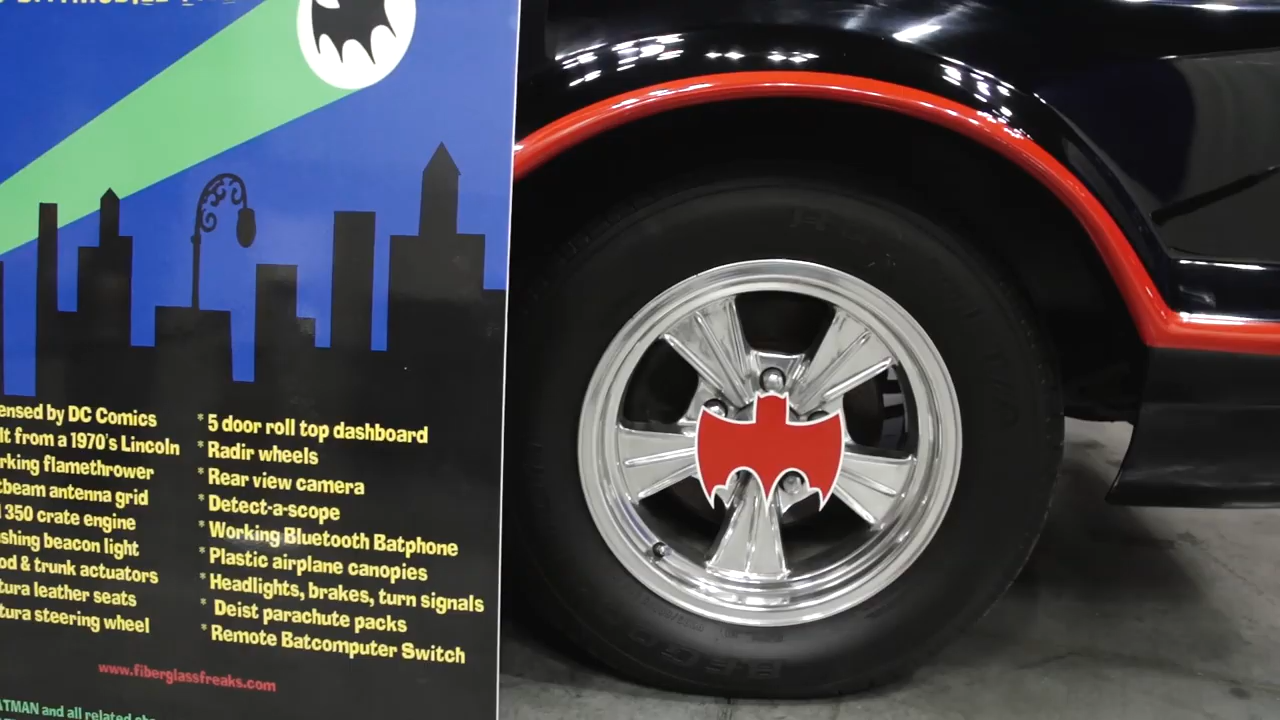 ensed by DC Comics
lt from a 1970's Lincoln
rking flamethrower
tbeam antenna grid
350 crate engine
shing beacon light
od & trunk actuators
tura leather seats
tura steering wheel
* 5 door roll top dashboard
* Radir wheels
* Rear view camera
* Detect-a-scope
* Working Bluetooth Batphone
* Plastic airplane canopies
* Headlights, brakes, turn signals
* Deist parachute packs
* Remote Batcomputer Switch
www.fiberglassfreaks.com
ATMAN and all related